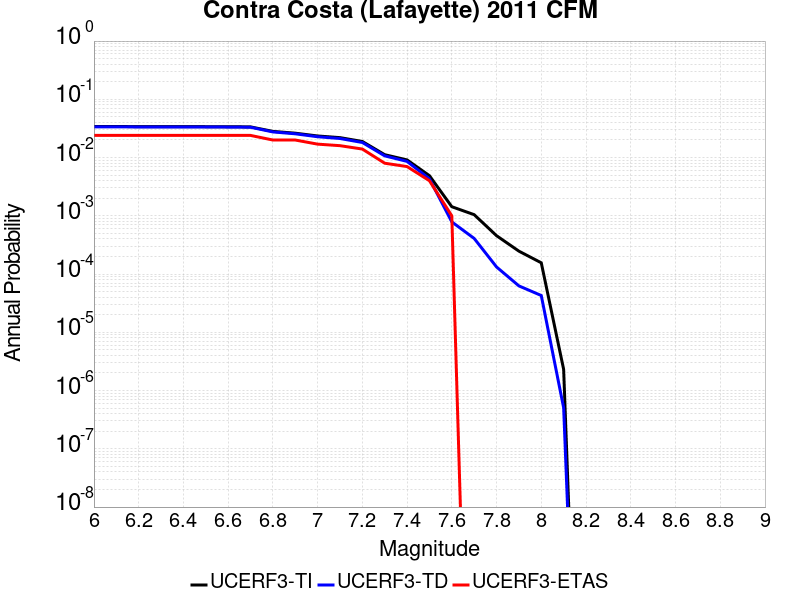 Contra Costa (Lafayette) 2011 CFM
10^0
10^-1
10^-2
10^-3
10^-4
10^-5
10^-6
10^-7
10^-8
Annual Probability
6 6.2 6.4 6.6 6.8 7 7.2 7.4 7.6 7.8 8 8.2 8.4 8.6 8.8 9
Magnitude
UCERF3-TI UCERF3-TD UCERF3-ETAS